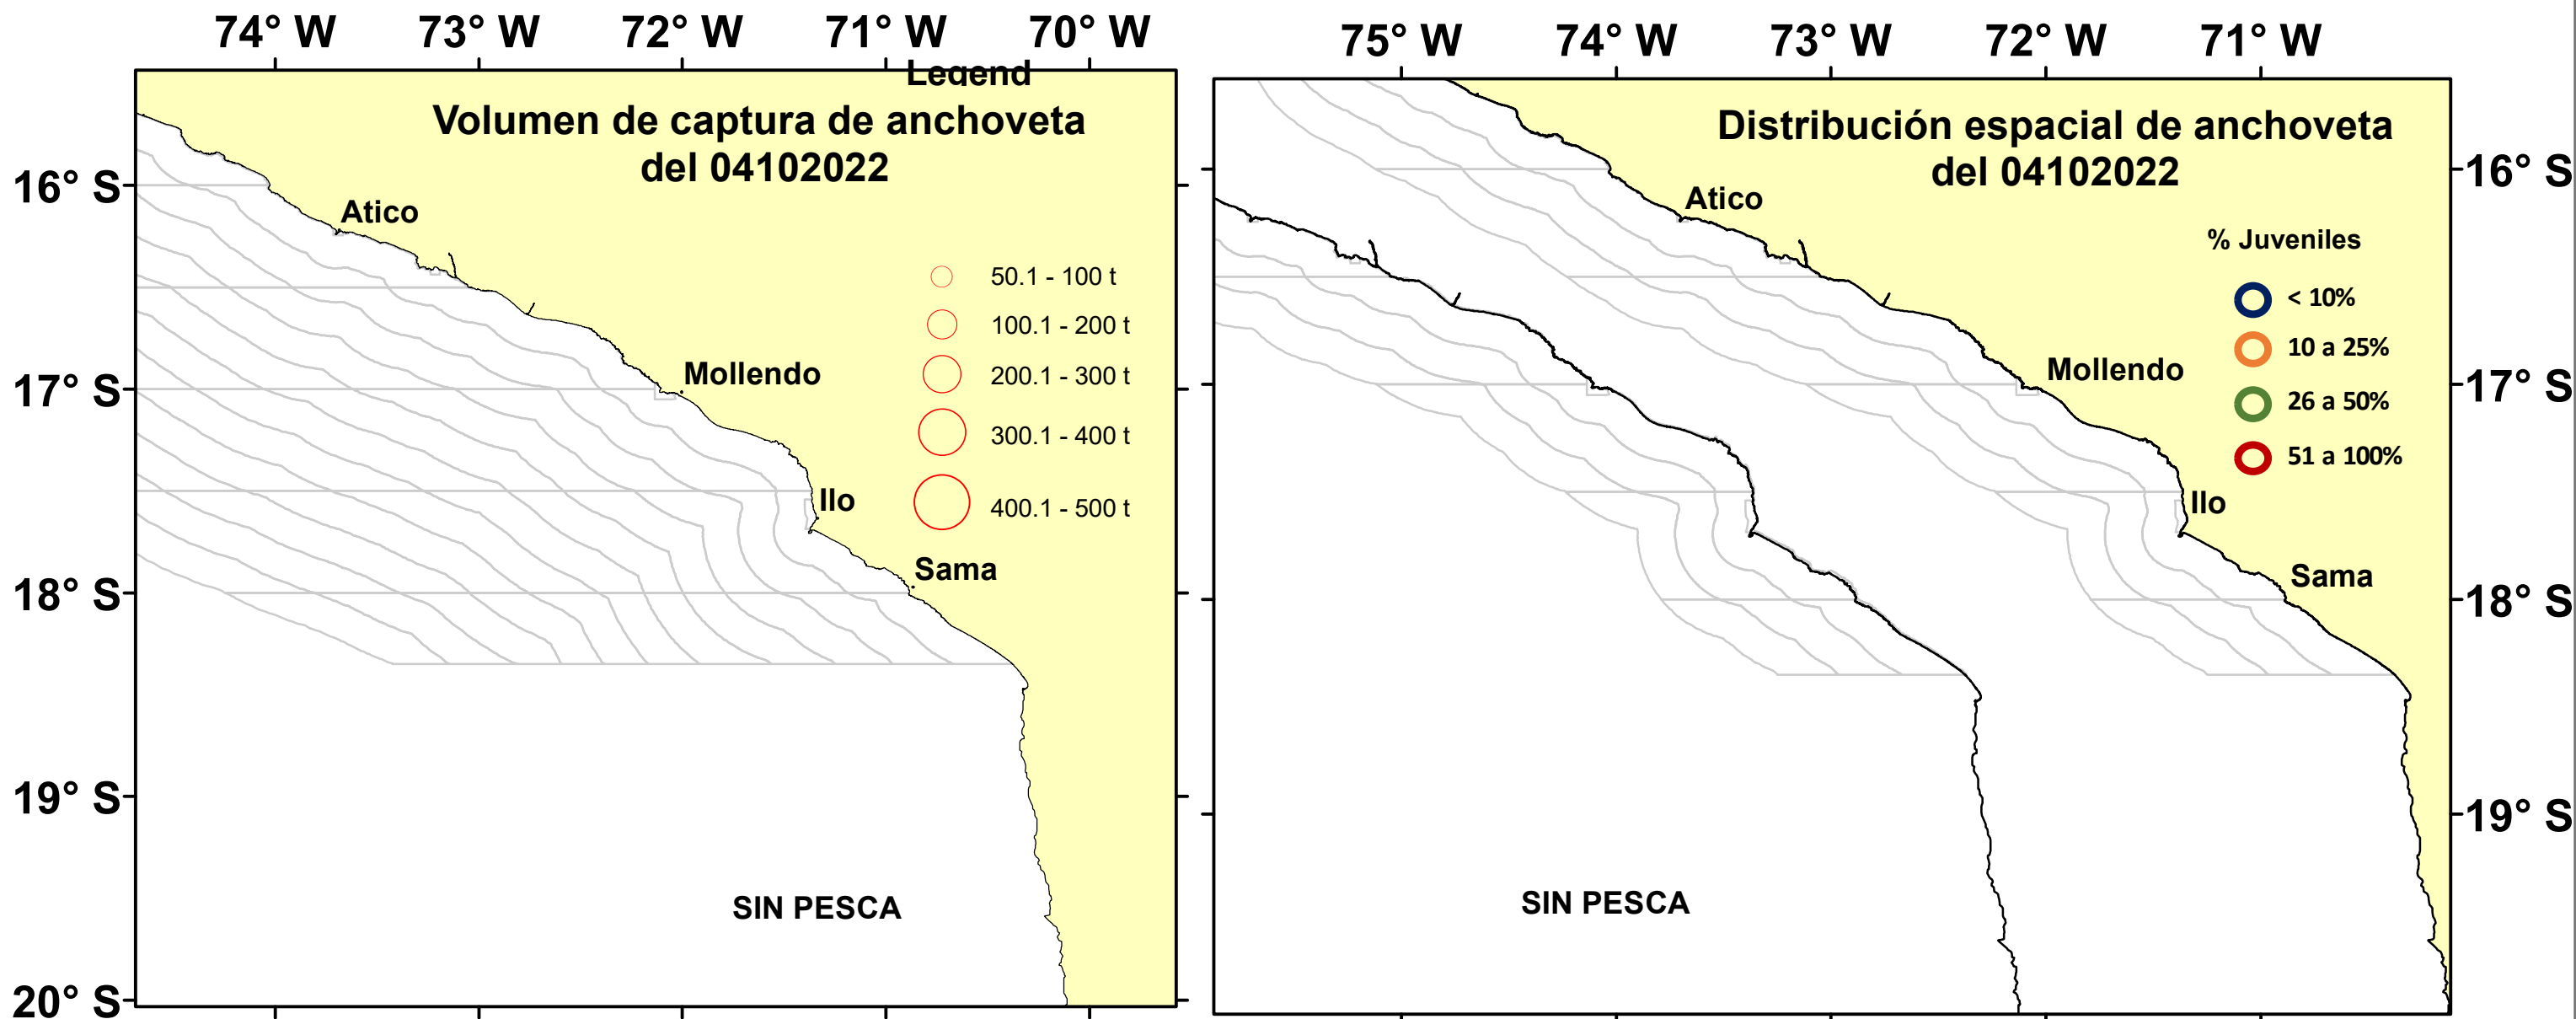 74° W 73° W 72° W 71° W 70° W
Legend
Volumen de captura de anchoveta
del 04102022
16° S
Atico
50.1 - 100 t
100.1 - 200 t
Mollendo
200.1 - 300 t
17° S
300.1 - 400 t
Ilo
400.1 - 500 t
Sama
18° S
19° S
SIN PESCA
20° S
75° W 74° W 73° W 72° W 71° W
Distribución espacial de anchoveta
del 04102022
16° S
Atico
% Juveniles
< 10%
10 a 25%
Mollendo
17° S
26 a 50%
51 a 100%
Ilo
Sama
18° S
19° S
SIN PESCA